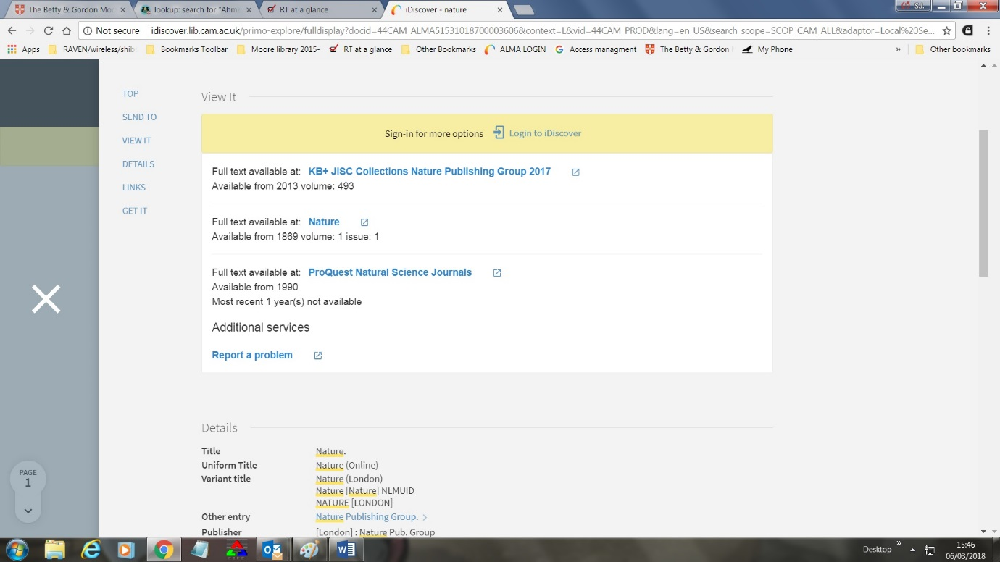 The Betty & Gordon Moo
lookup: search for "Ahme
RT at a glance
iDiscover - nature
Not secure
idiscover.lib.cam.ac.uk/primo-explore/fulldisplay?docid=44CAM_ALMA51531018700003606&context=L&vid=44CAM_PROD&lang=en_US&search_scope=SCOP_CAM_ALL&adaptor=Local%20Se...
Apps RAVEN/wireless/shib Bookmarks Toolbar Moore library 2015- RT at a glance Other Bookmarks ALMA LOGIN Access managment The Betty & Gordon My Phone » Other bookmarks
TOP
SEND TO
VIEW IT
DETAILS
LINKS
GET IT
View It
Sign-in for more options Login to iDiscover
Full text available at: KB+ JISC Collections Nature Publishing Group 2017
Available from 2013 volume: 493
Full text available at: Nature
Available from 1869 volume: 1 issue: 1
Full text available at: ProQuest Natural Science Journals
Available from 1990
Most recent 1 year(s) not available
Additional services
Report a problem
Details
Title Nature.
Uniform Title Nature (Online)
Variant title Nature (London)
Nature [Nature] NLMUID
NATURE [LONDON]
Other entry Nature Publishing Group.
Publisher [London] : Nature Pub. Group
PAGE
1
Desktop »
15:46
06/03/2018